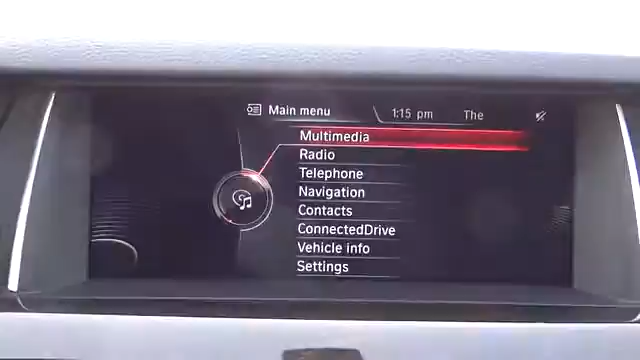 Main menu
1:15 pm
The
Multimedia
Radio
Telephone
Navigation
Contacts
ConnectedDrive
Vehicle info
Settings